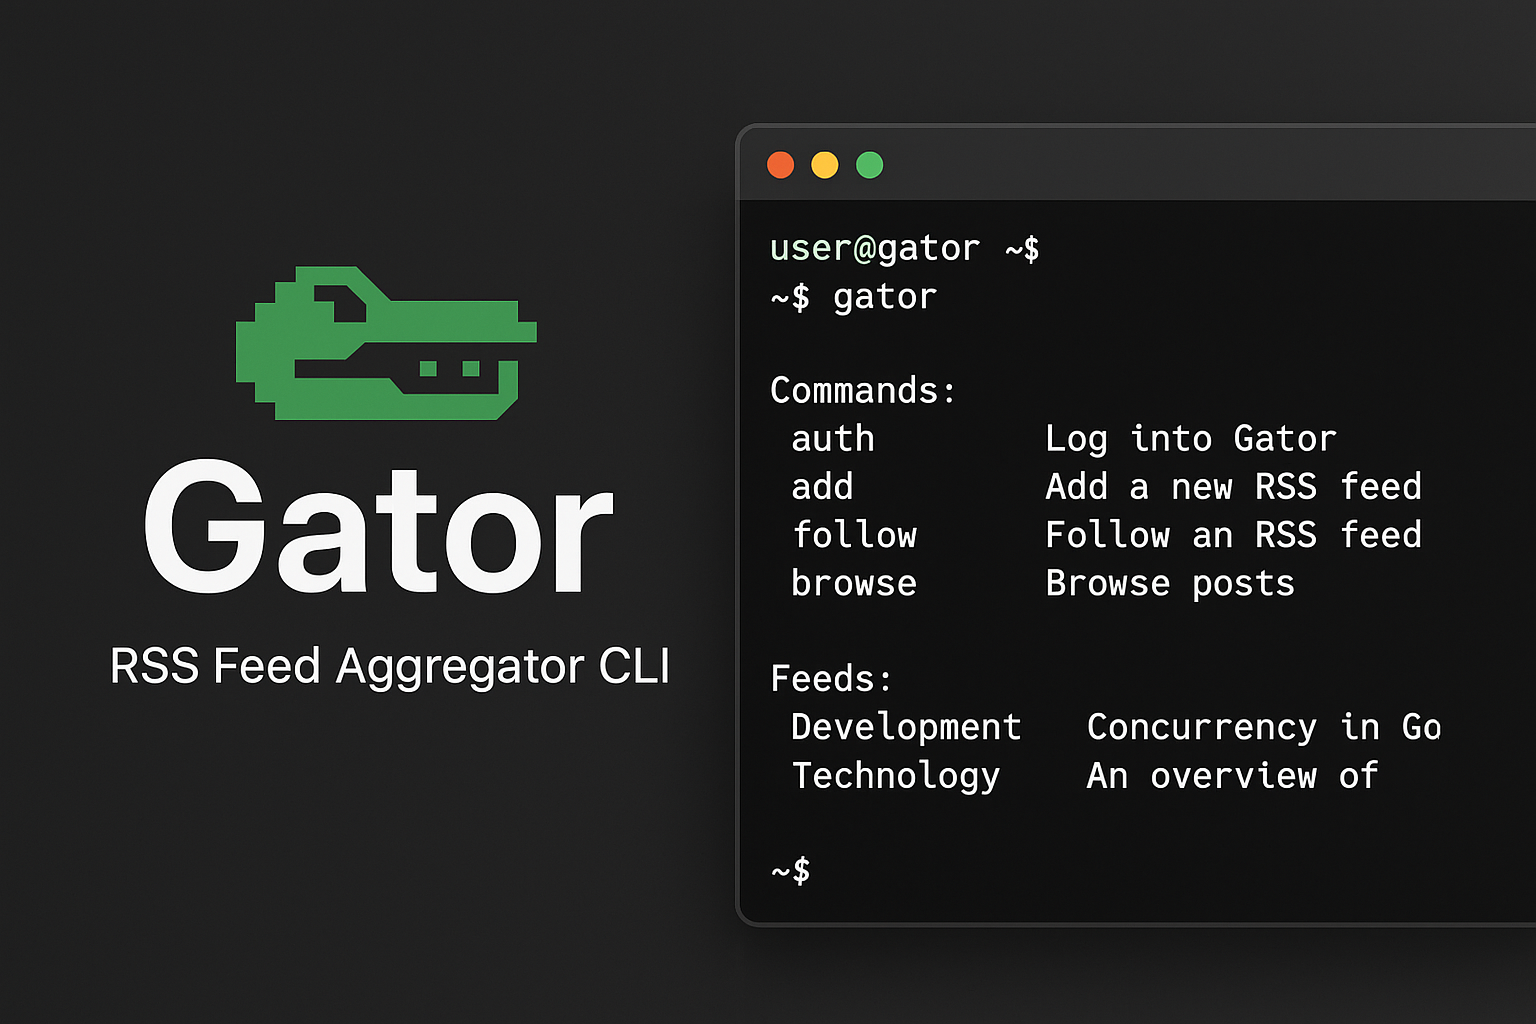 Gator
RSS Feed Aggregator CLI
user@gator ~$
~$ gator
Commands:
auth Log into Gator
add Add a new RSS feed
follow Follow an RSS feed
browse Browse posts
Feeds:
Development Concurrency in Go
Technology An overview of
~$